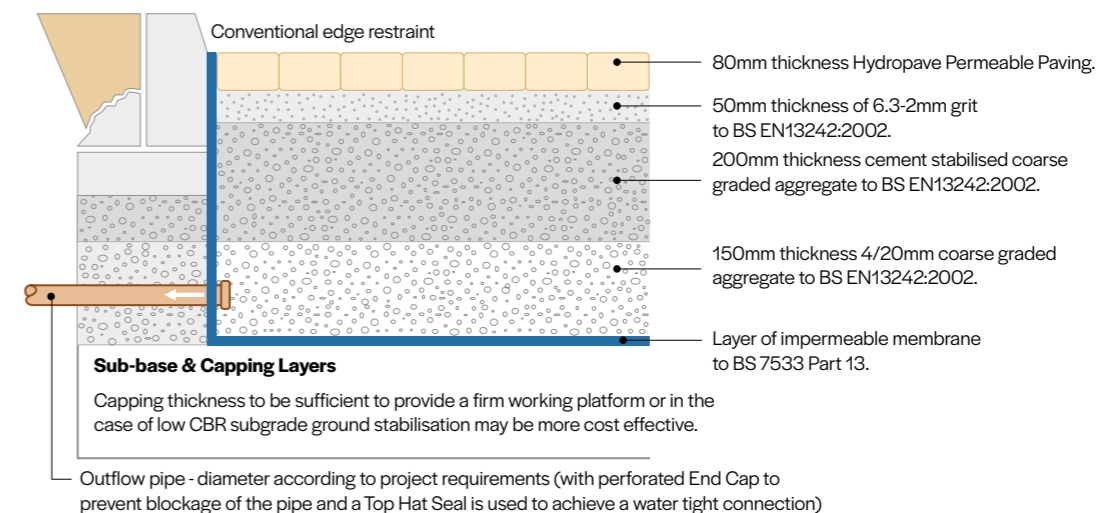 Conventional edge restraint
80mm thickness Hydropave Permeable Paving.
50mm thickness of 6.3-2mm grit
to BS EN13242:2002.
200mm thickness cement stabilised coarse
graded aggregate to BS EN13242:2002.
150mm thickness 4/20mm coarse graded
aggregate to BS EN13242:2002.
Layer of impermeable membrane
to BS 7533 Part 13.
Sub-base & Capping Layers
Capping thickness to be sufficient to provide a firm working platform or in the
case of low CBR subgrade ground stabilisation may be more cost effective.
Outflow pipe - diameter according to project requirements (with perforated End Cap to
prevent blockage of the pipe and a Top Hat Seal is used to achieve a water tight connection)